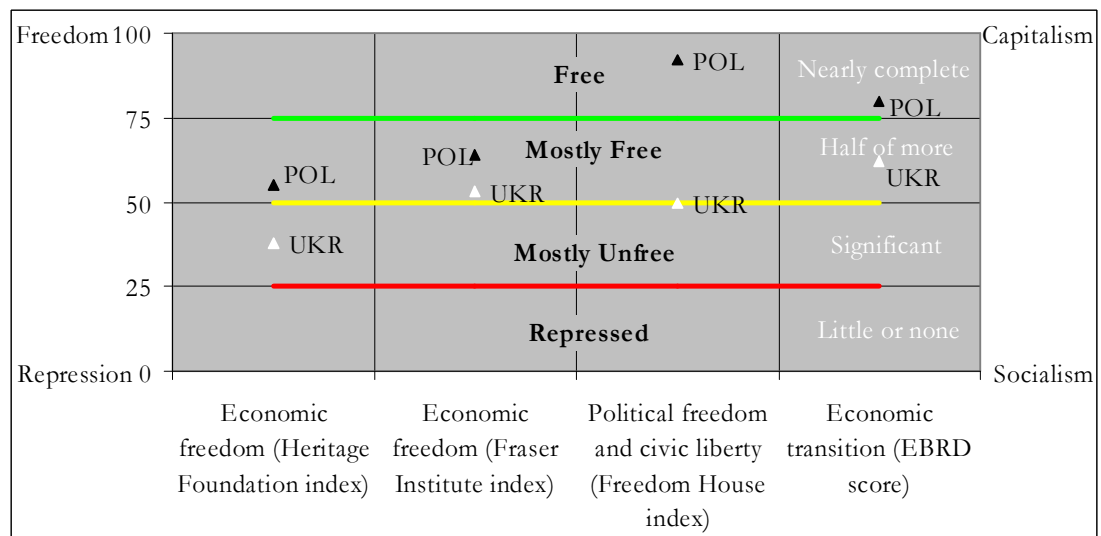 Freedom 100
Capitalism
Free
POL
Nearly complete
POL
75
Mostly Free
Half of more
POL
POL
UKR
UKR
50
UKR
UKR
Mostly Unfree
Significant
25
Repressed
Little or none
Repression 0
Socialism
Economic
freedom (Heritage
Foundation index)
Economic
freedom (Fraser
Institute index)
Political freedom
and civic liberty
(Freedom House
index)
Economic
transition (EBRD
score)